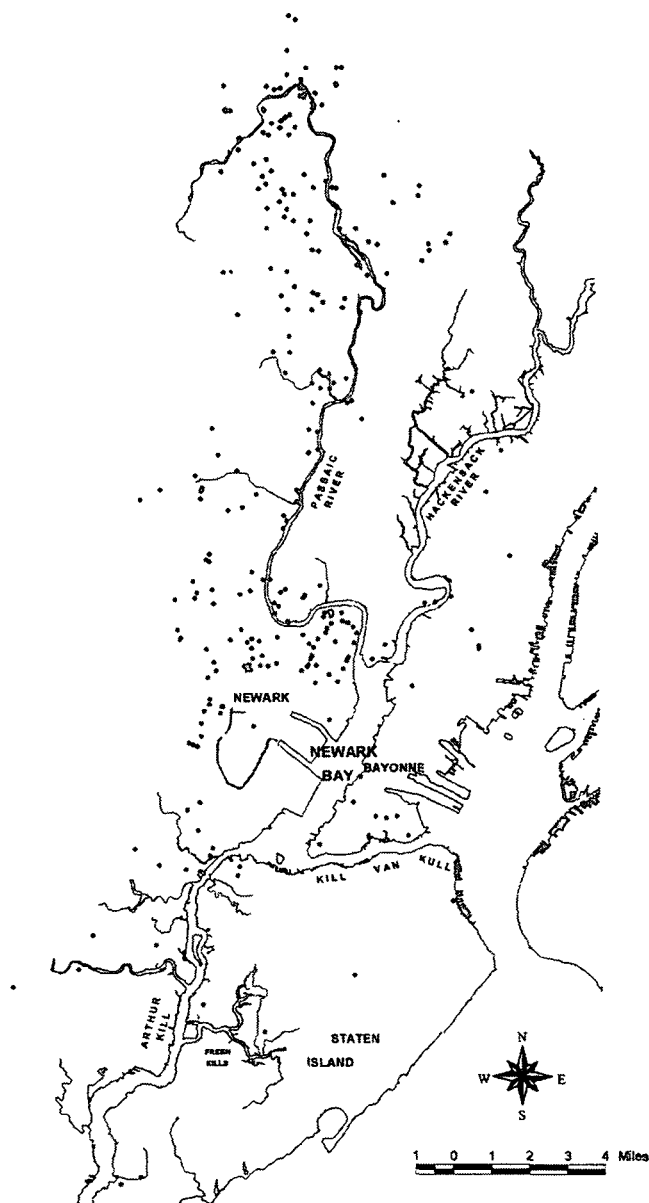 PASSAIC
RIVER
HACKENSACK
RIVER
NEWARK
NEWARK
BAY
BAYONNE
KILL VAN KULL
ARTHUR
KILL
FRESH
KILLS
STATEN
ISLAND
N
W E
S
1 0 1 2 3 4 Miles